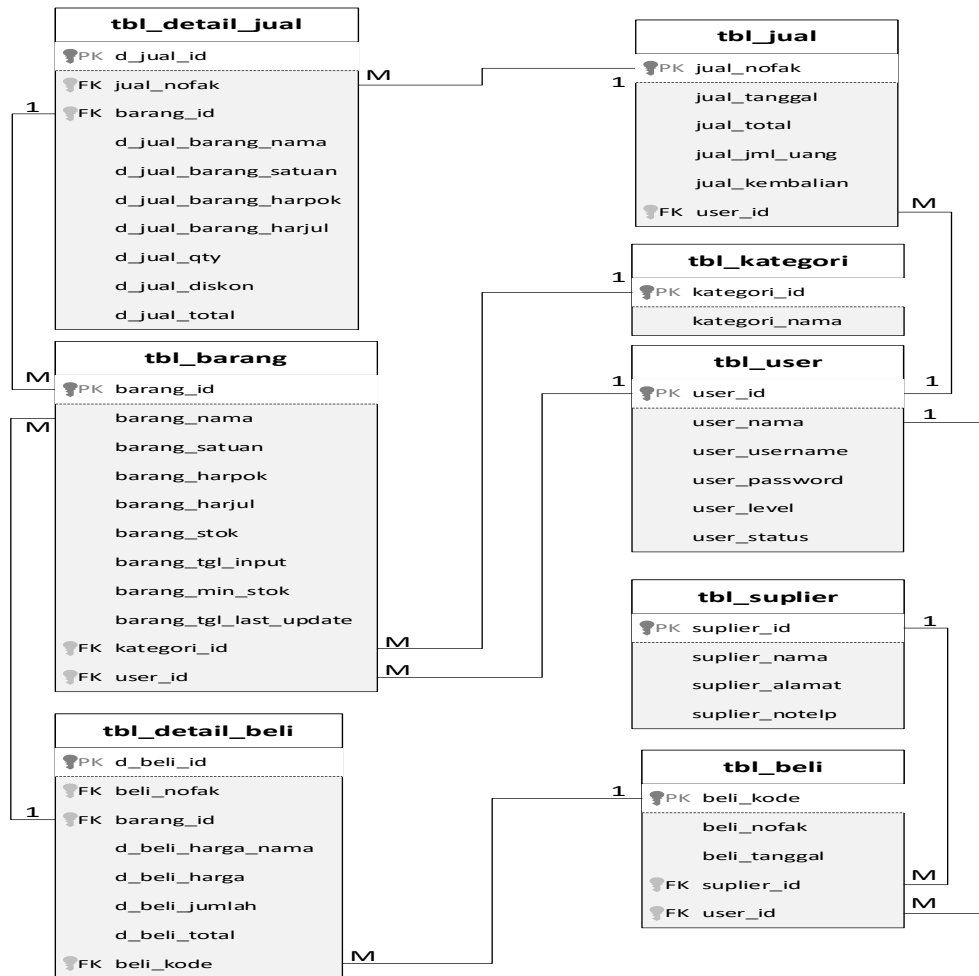 tbl_detail_jual
PK d_jual_id
FK jual_nofak
FK barang_id
d_jual_barang_nama
d_jual_barang_satuan
d_jual_barang_harpok
d_jual_barang_harjul
d_jual_qty
d_jual_diskon
d_jual_total
M
1
1
M
tbl_jual
PK jual_nofak
jual_tanggal
jual_total
jual_jml_uang
jual_kembalian
FK user_id
M
tbl_kategori
1
PK kategori_id
kategori_nama
tbl_barang
PK barang_id
barang_nama
barang_satuan
barang_harpok
barang_harjul
barang_stok
barang_tgl_input
barang_min_stok
barang_tgl_last_update
FK kategori_id
FK user_id
M
M
M
tbl_user
1
PK user_id
user_nama
user_username
user_password
user_level
user_status
1
1
tbl_suplier
PK suplier_id
suplier_nama
suplier_alamat
suplier_notelp
1
tbl_detail_beli
PK d_beli_id
FK beli_nofak
FK barang_id
d_beli_harga_nama
d_beli_harga
d_beli_jumlah
d_beli_total
FK beli_kode
1
M
tbl_beli
1
PK beli_kode
beli_nofak
beli_tanggal
FK suplier_id
FK user_id
M
M